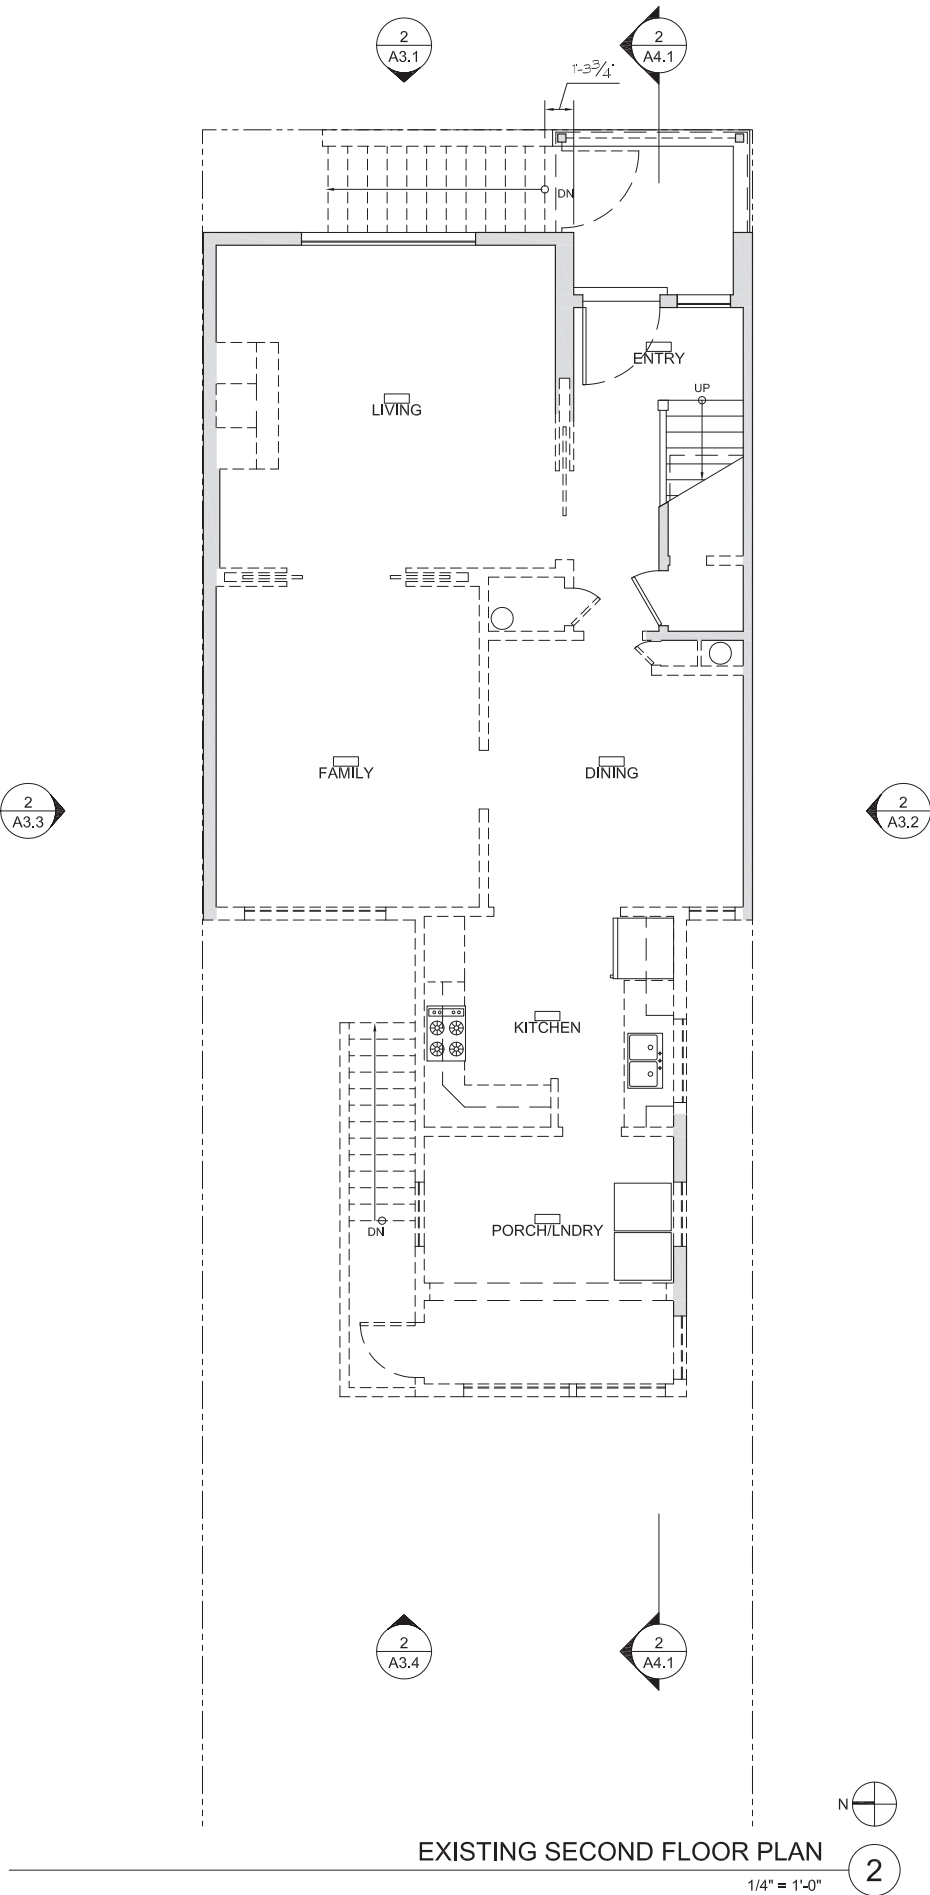 2
A3.1
2
A4.1
1'-3 3/4"
DN
ENTRY
UP
LIVING
FAMILY
DINING
2
A3.3
2
A3.2
KITCHEN
PORCH/LNDRY
DN
2
A3.4
2
A4.1
N
EXISTING SECOND FLOOR PLAN
2
1/4" = 1'-0"